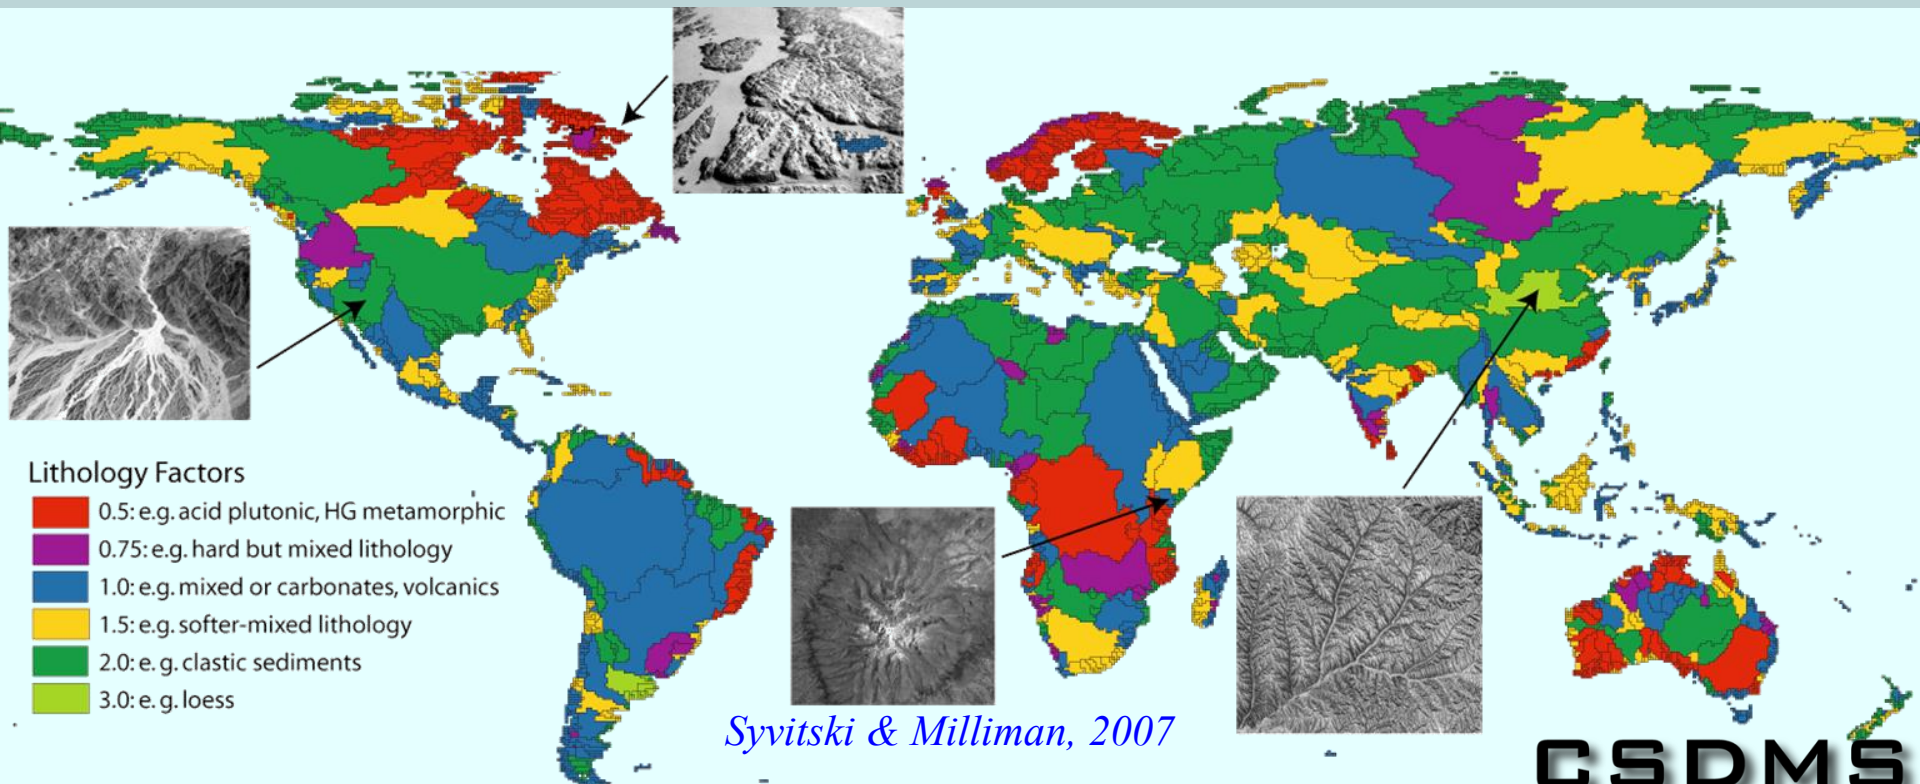 Lithology Factors
0.5: e.g. acid plutonic, HG metamorphic
0.75: e.g. hard but mixed lithology
1.0: e.g. mixed or carbonates, volcanics
1.5: e.g. softer-mixed lithology
2.0: e. g. clastic sediments
3.0: e. g. loess
Syvitski & Milliman, 2007
CSDMS